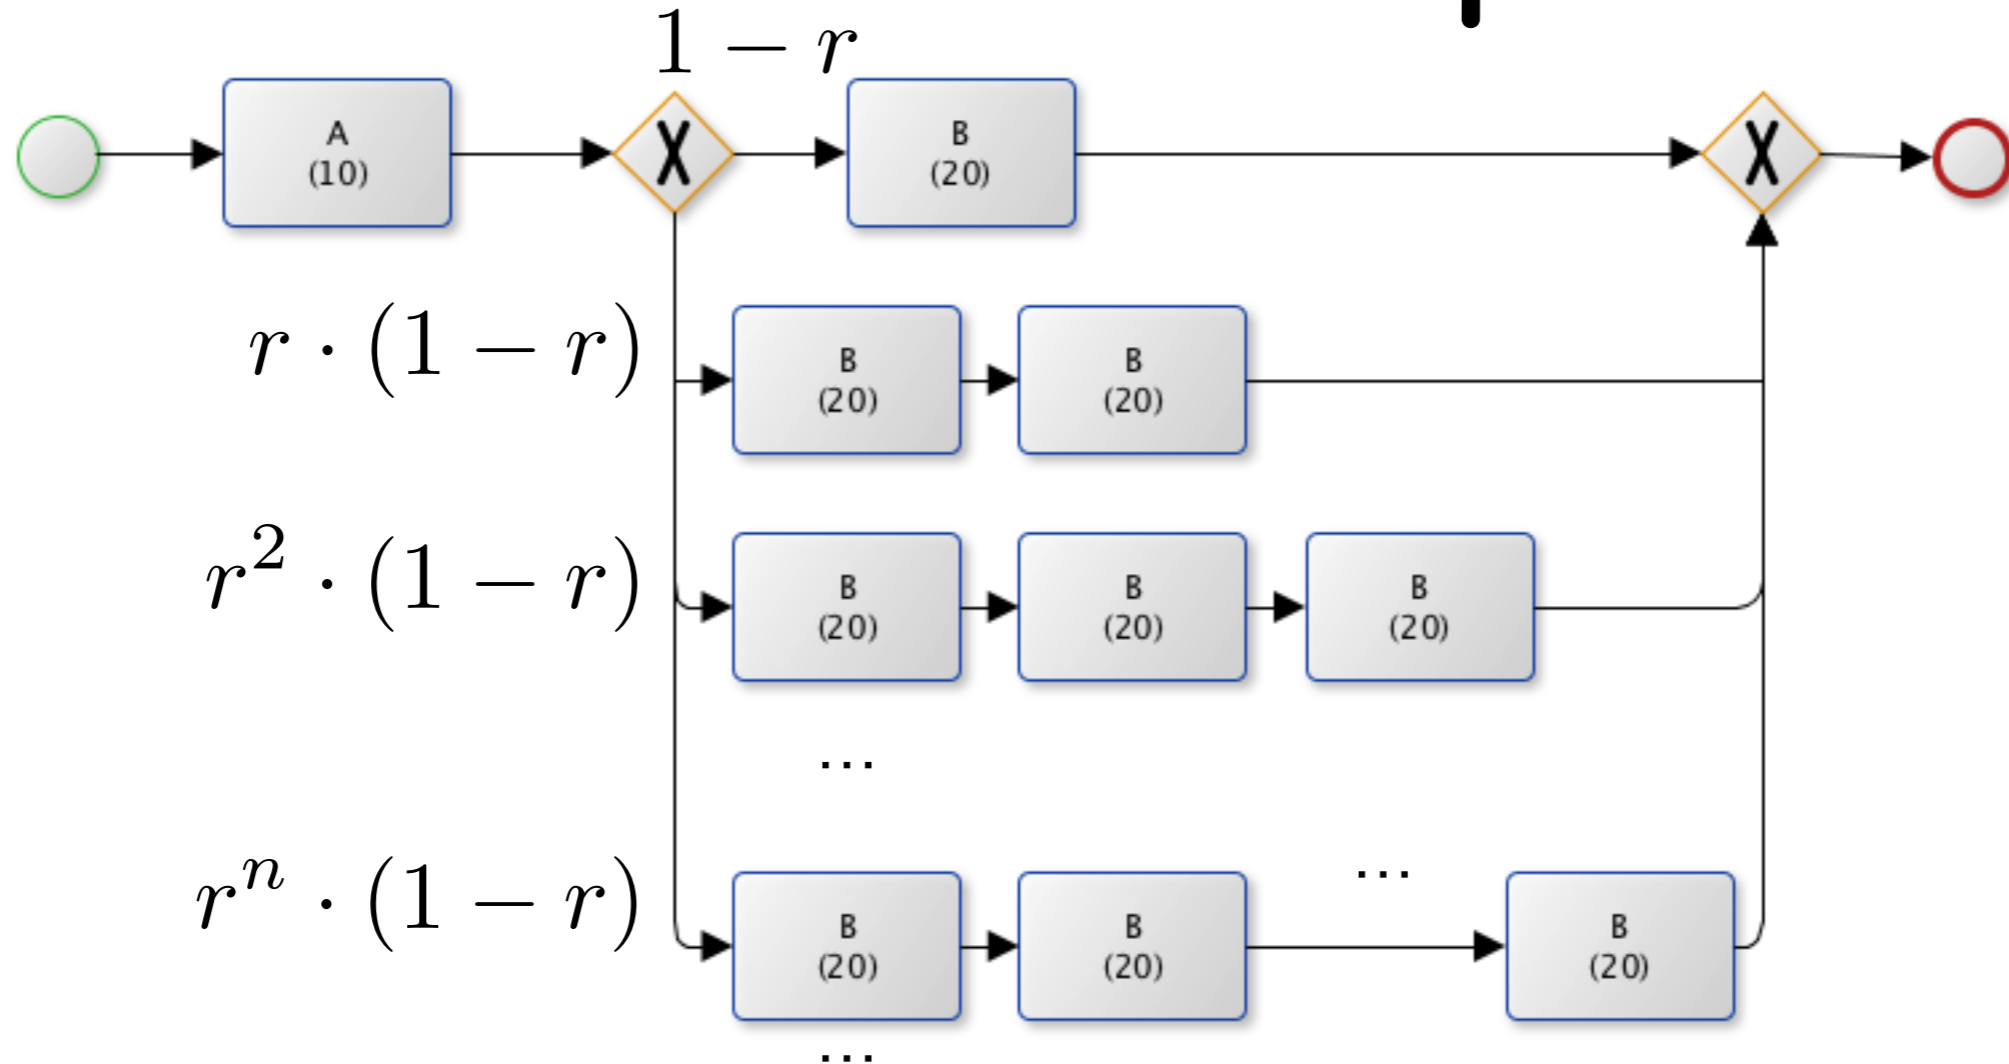 1 − r
A
(10)
X
B
(20)
X
r · (1 − r)
B
(20)
B
(20)
r² · (1 − r)
B
(20)
B
(20)
B
(20)
...
rⁿ · (1 − r)
...
B
(20)
B
(20)
B
(20)
...